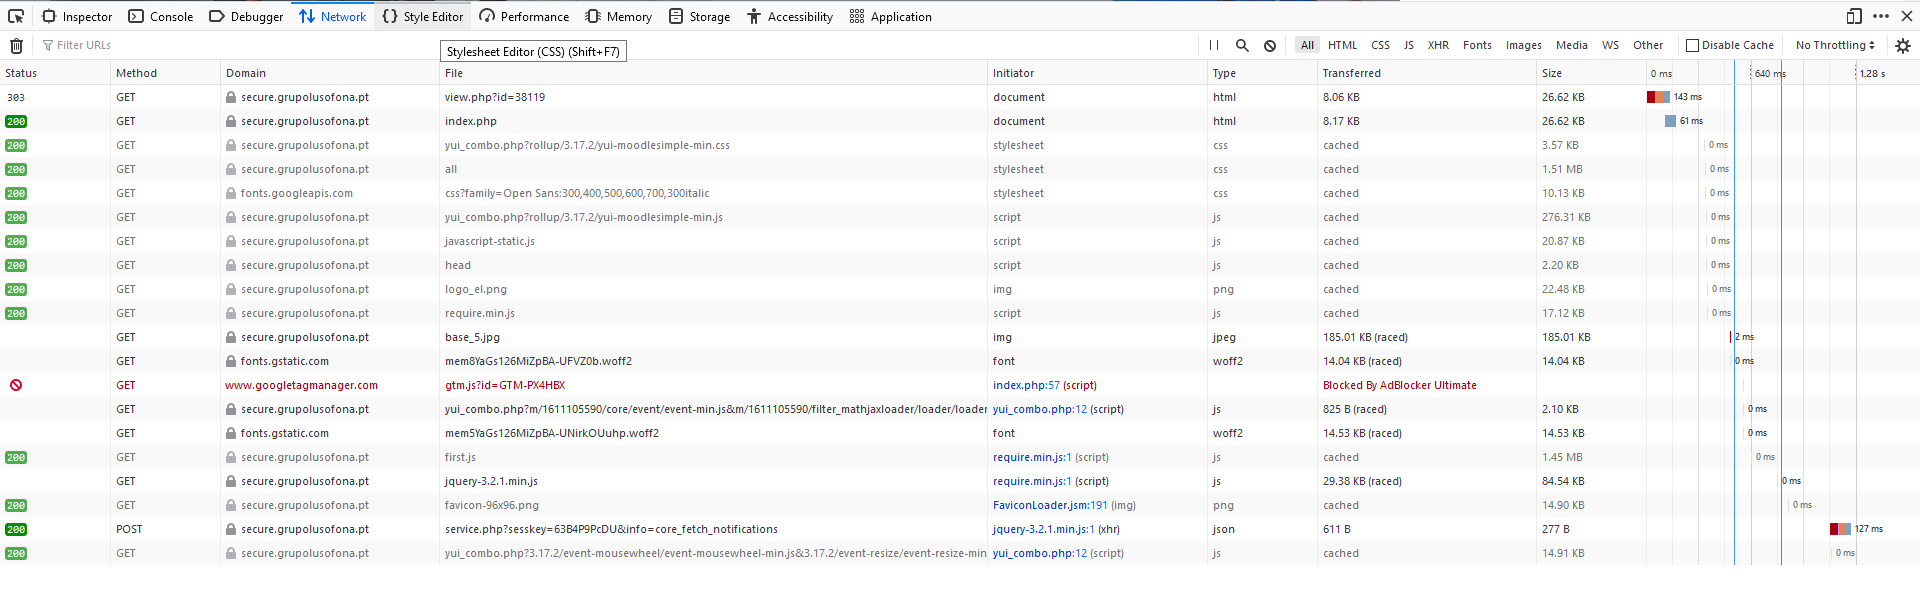 Inspector Console Debugger Network Style Editor Performance Memory Storage Accessibility Application
Filter URLs All HTML CSS JS XHR Fonts Images Media WS Other Disable Cache No Throttling
Stylesheet Editor (CSS) (Shift+F7)
Status Method Domain File Initiator Type Transferred Size 0 ms 640 ms 1.28 s
303 GET secure.grupolusofona.pt view.php?id=38119 document html 8.06 KB 26.62 KB 143 ms
200 GET secure.grupolusofona.pt index.php document html 8.17 KB 26.62 KB 61 ms
200 GET secure.grupolusofona.pt yui_combo.php?rollup/3.17.2/yui-moodlesimple-min.css stylesheet css cached 3.57 KB 0 ms
200 GET secure.grupolusofona.pt all stylesheet css cached 1.51 MB 0 ms
200 GET fonts.googleapis.com css?family=Open Sans:300,400,500,600,700,300italic stylesheet css cached 10.13 KB 0 ms
200 GET secure.grupolusofona.pt yui_combo.php?rollup/3.17.2/yui-moodlesimple-min.js script js cached 276.31 KB 0 ms
200 GET secure.grupolusofona.pt javascript-static.js script js cached 20.87 KB 0 ms
200 GET secure.grupolusofona.pt head script js cached 2.20 KB 0 ms
200 GET secure.grupolusofona.pt logo_el.png img png cached 22.48 KB 0 ms
200 GET secure.grupolusofona.pt require.min.js script js cached 17.12 KB 0 ms
GET secure.grupolusofona.pt base_5.jpg img jpeg 185.01 KB (raced) 185.01 KB 2 ms
GET fonts.gstatic.com mem8YaGs126MiZpBA-UFVZ0b.woff2 font woff2 14.04 KB (raced) 14.04 KB 0 ms
GET www.googletagmanager.com gtm.js?id=GTM-PX4HBX index.php:57 (script) Blocked By AdBlocker Ultimate
GET secure.grupolusofona.pt yui_combo.php?m/1611105590/core/event/event-min.js&m/1611105590/filter_mathjaxloader/loader/loader yui_combo.php:12 (script) js 825 B (raced) 2.10 KB 0 ms
GET fonts.gstatic.com mem5YaGs126MiZpBA-UNirkOUuhp.woff2 font woff2 14.53 KB (raced) 14.53 KB 0 ms
200 GET secure.grupolusofona.pt first.js require.min.js:1 (script) js cached 1.45 MB 0 ms
GET secure.grupolusofona.pt jquery-3.2.1.min.js require.min.js:1 (script) js 29.38 KB (raced) 84.54 KB 0 ms
200 GET secure.grupolusofona.pt favicon-96x96.png FaviconLoader.jsm:191 (img) png cached 14.90 KB 0 ms
200 POST secure.grupolusofona.pt service.php?sesskey=63B4P9PcDU&info=core_fetch_notifications jquery-3.2.1.min.js:1 (xhr) json 611 B 277 B 127 ms
200 GET secure.grupolusofona.pt yui_combo.php?3.17.2/event-mousewheel/event-mousewheel-min.js&3.17.2/event-resize/event-resize-min yui_combo.php:12 (script) js cached 14.91 KB 0 ms